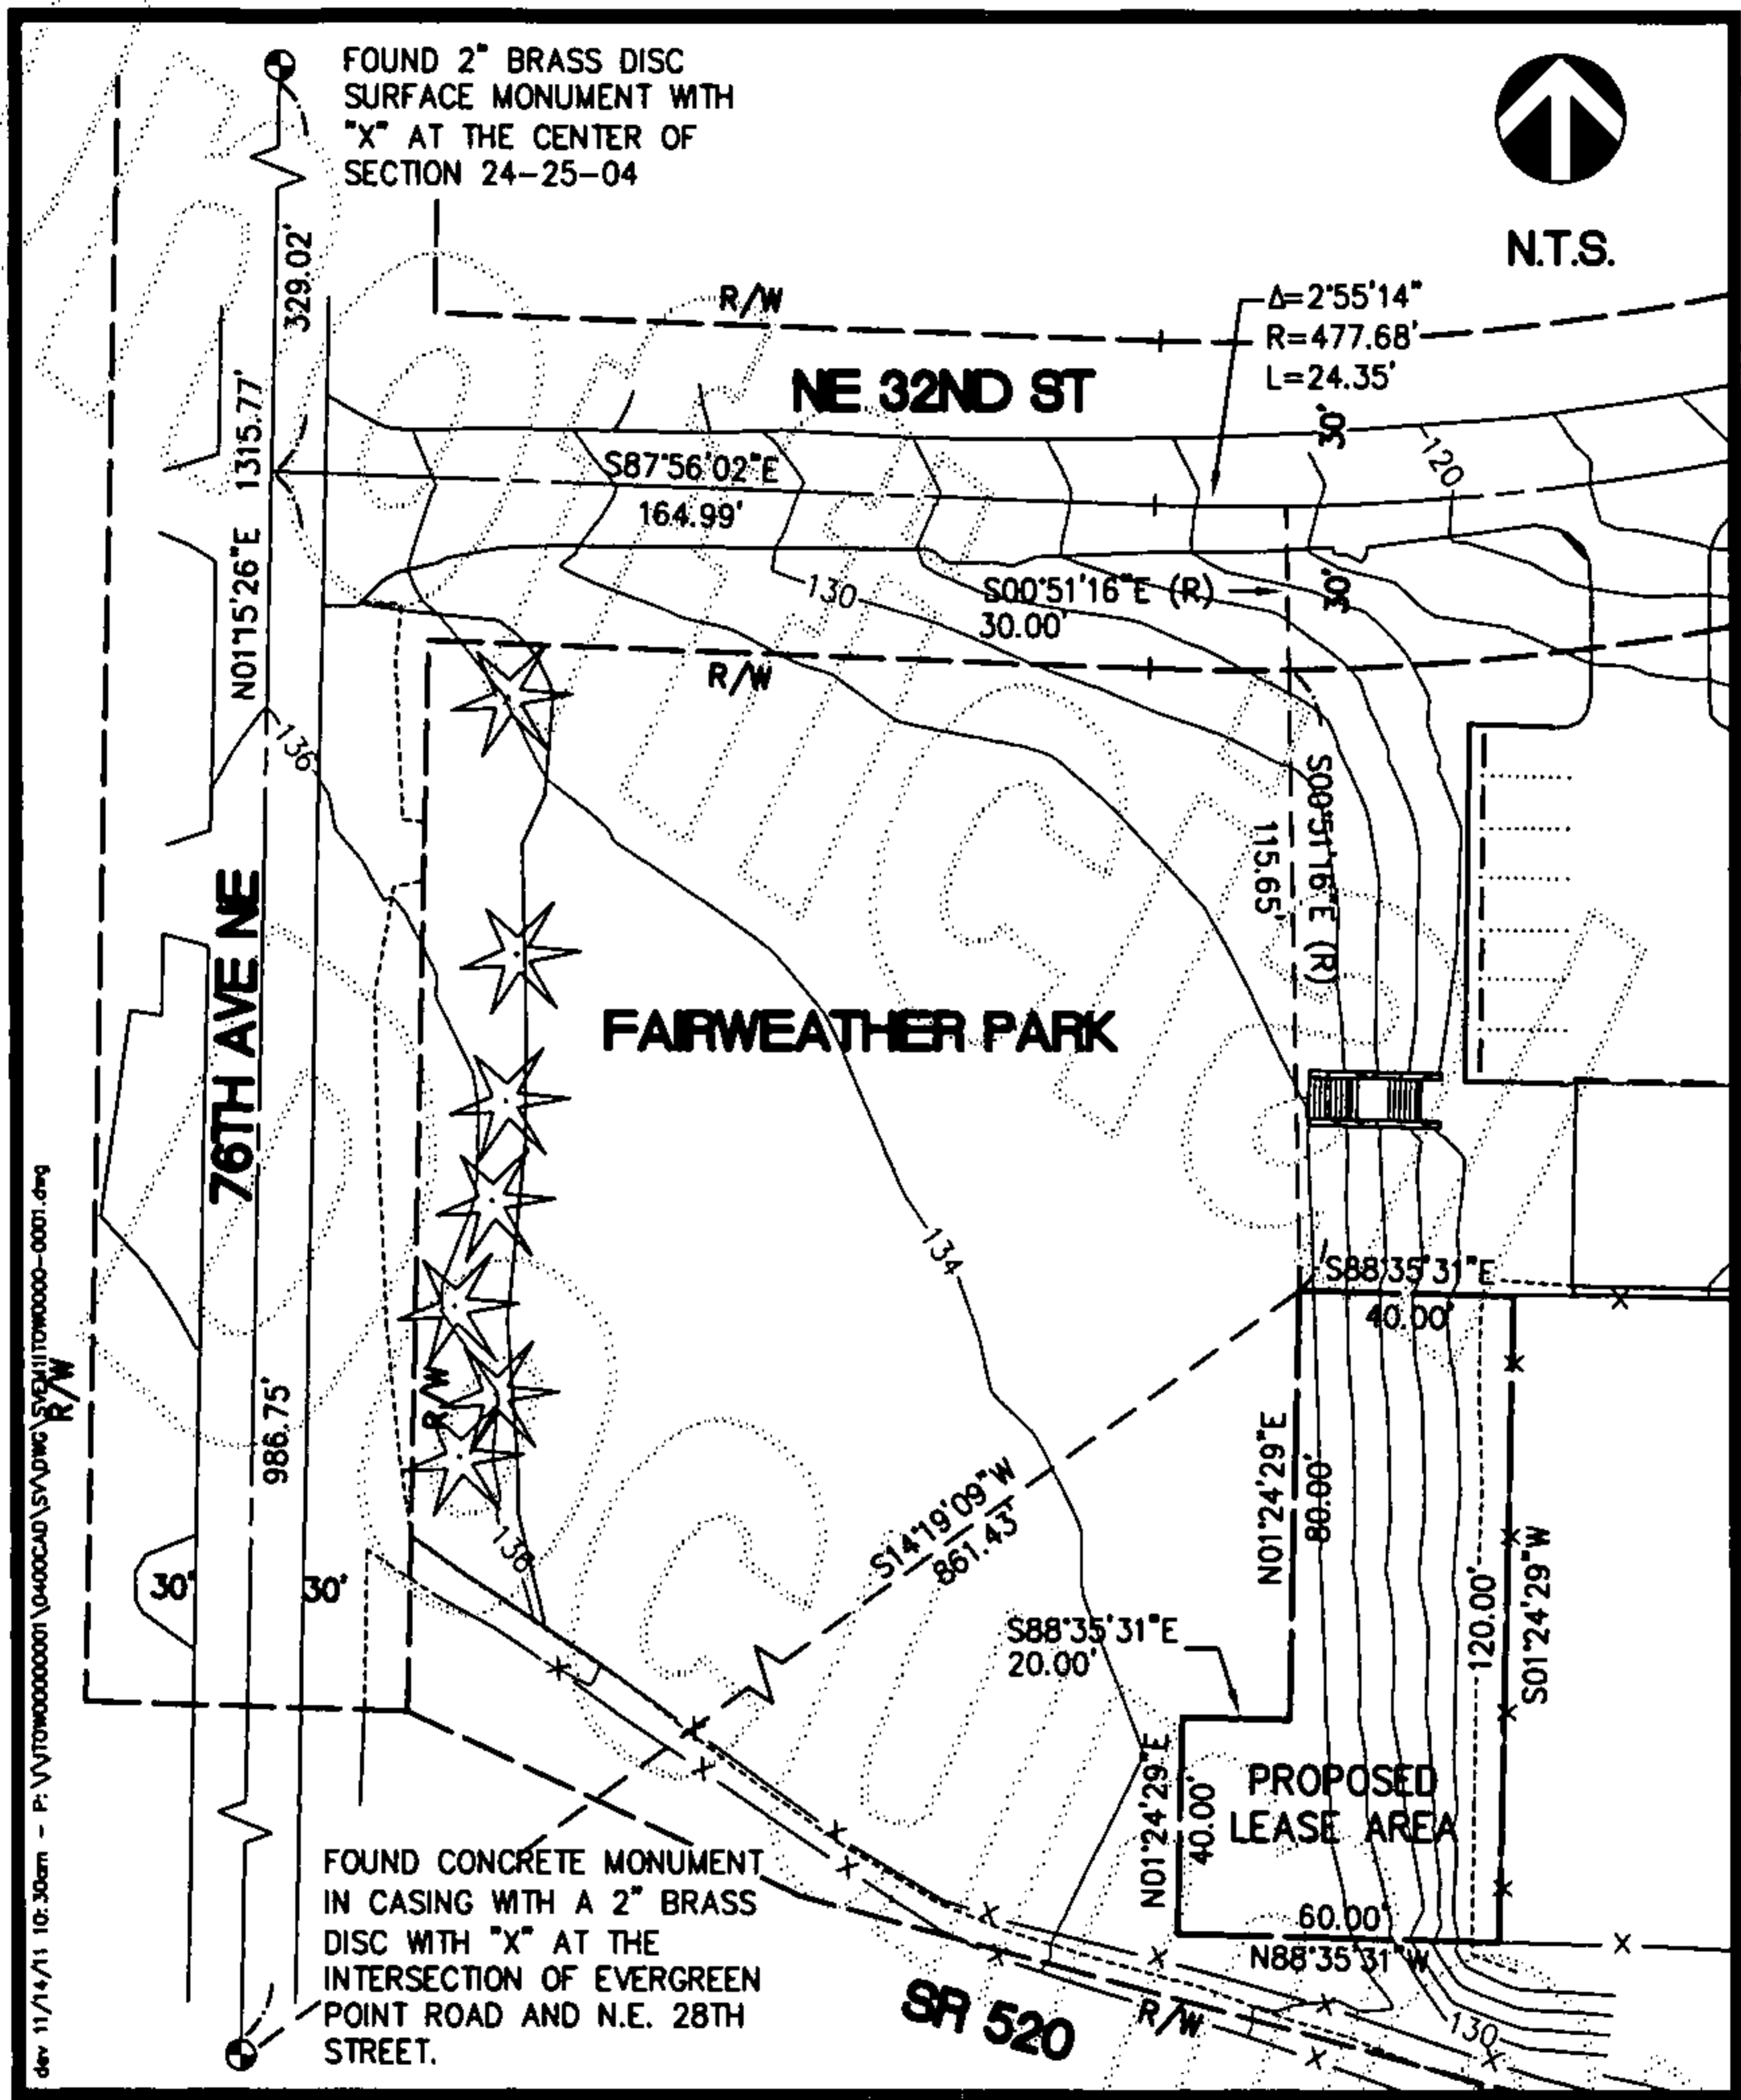 FOUND 2" BRASS DISC
SURFACE MONUMENT WITH
"X" AT THE CENTER OF
SECTION 24-25-04
N.T.S.
329.02'
R/W
Δ=2°55'14"
R=477.68'
L=24.35'
NE 32ND ST
N01°15'26"E 1315.77'
30'
120
S87°56'02"E
164.99'
130
S00°51'16"E (R)
30.00'
30'
R/W
136
S00°51'16"E (R)
115.65'
76TH AVE NE
FAIRWEATHER PARK
134
S88°35'31"E
40.00'
R/W
R/W
986.75'
N01°24'29"E
80.00'
S14°19'09"W
861.43'
136
30'
30'
120.00'
S01°24'29"W
S88°35'31"E
20.00'
N01°24'29"E
40.00'
PROPOSED
LEASE AREA
60.00'
N88°35'31"W
FOUND CONCRETE MONUMENT
IN CASING WITH A 2" BRASS
DISC WITH "X" AT THE
INTERSECTION OF EVERGREEN
POINT ROAD AND N.E. 28TH
STREET.
SR 520
R/W
130
dev 11/14/11 10:30am